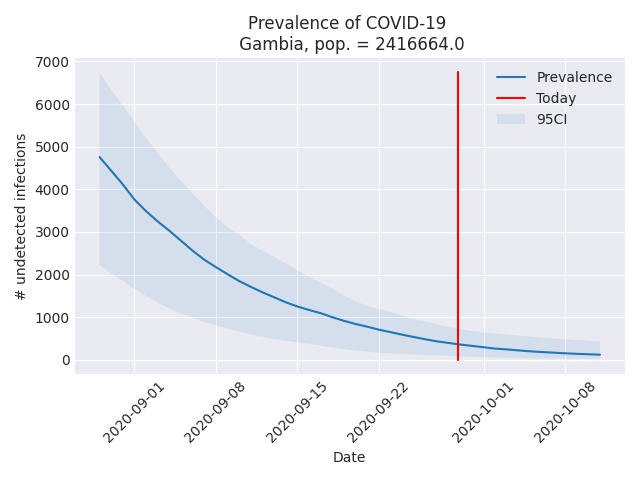 Prevalence of COVID-19
Gambia, pop. = 2416664.0
7000
6000
5000
4000
3000
2000
1000
0
# undetected infections
Prevalence
Today
95CI
2020-09-01
2020-09-08
2020-09-15
2020-09-22
2020-10-01
2020-10-08
Date